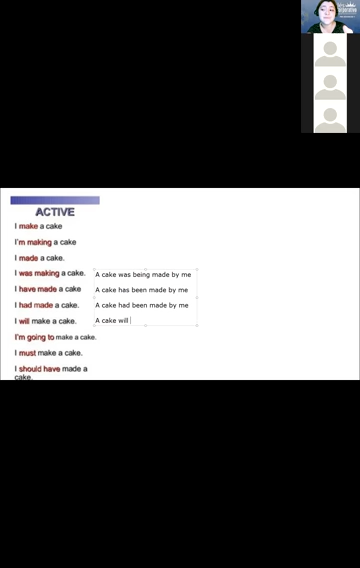 ACTIVE
I make a cake
I'm making a cake
I made a cake.
I was making a cake.
I have made a cake
I had made a cake.
I will make a cake.
I'm going to make a cake.
I must make a cake.
I should have made a
cake.
A cake was being made by me
A cake has been made by me
A cake had been made by me
A cake will